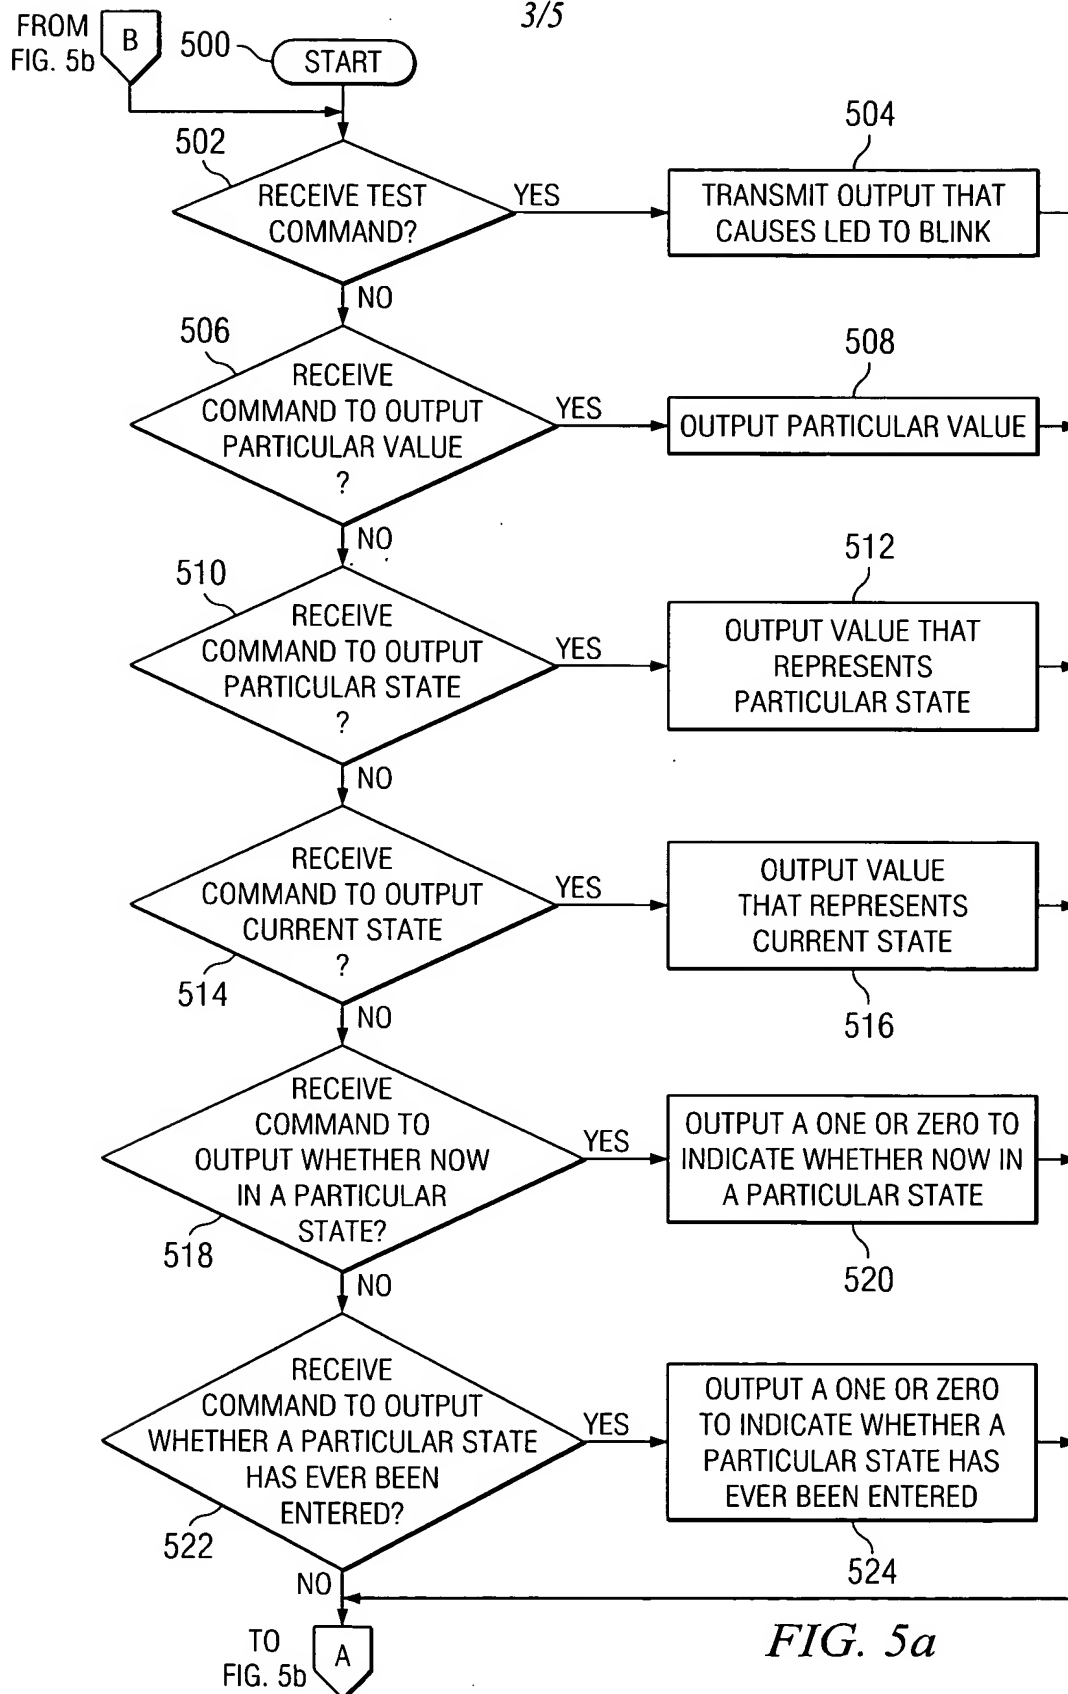 3/5
FROM
FIG. 5b
B
500
START
502
RECEIVE TEST
COMMAND?
YES
504
TRANSMIT OUTPUT THAT
CAUSES LED TO BLINK
NO
506
RECEIVE
COMMAND TO OUTPUT
PARTICULAR VALUE
?
YES
508
OUTPUT PARTICULAR VALUE
NO
510
RECEIVE
COMMAND TO OUTPUT
PARTICULAR STATE
?
YES
512
OUTPUT VALUE THAT
REPRESENTS
PARTICULAR STATE
NO
RECEIVE
COMMAND TO OUTPUT
CURRENT STATE
?
514
YES
OUTPUT VALUE
THAT REPRESENTS
CURRENT STATE
516
NO
RECEIVE
COMMAND TO
OUTPUT WHETHER NOW
IN A PARTICULAR
STATE?
518
YES
OUTPUT A ONE OR ZERO TO
INDICATE WHETHER NOW IN
A PARTICULAR STATE
520
NO
RECEIVE
COMMAND TO OUTPUT
WHETHER A PARTICULAR STATE
HAS EVER BEEN
ENTERED?
522
YES
OUTPUT A ONE OR ZERO
TO INDICATE WHETHER A
PARTICULAR STATE HAS
EVER BEEN ENTERED
524
NO
TO
FIG. 5b
A
FIG. 5a